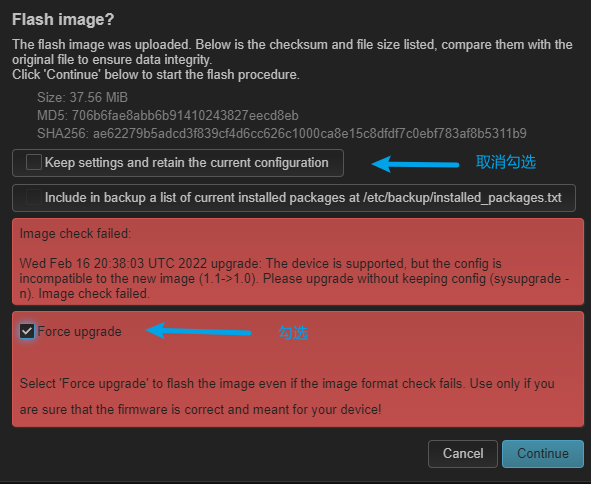 Flash image?
The flash image was uploaded. Below is the checksum and file size listed, compare them with the
original file to ensure data integrity.
Click 'Continue' below to start the flash procedure.
Size: 37.56 MiB
MD5: 706b6fae8abb6b91410243827eecd8eb
SHA256: ae62279b5adcd3f839cf4d6cc626c1000ca8e15c8dfdf7c0ebf783af8b5311b9
Keep settings and retain the current configuration
取消勾选
Include in backup a list of current installed packages at /etc/backup/installed_packages.txt
Image check failed:
Wed Feb 16 20:38:03 UTC 2022 upgrade: The device is supported, but the config is
incompatible to the new image (1.1->1.0). Please upgrade without keeping config (sysupgrade -
n). Image check failed.
Force upgrade
勾选
Select 'Force upgrade' to flash the image even if the image format check fails. Use only if you
are sure that the firmware is correct and meant for your device!
Cancel
Continue